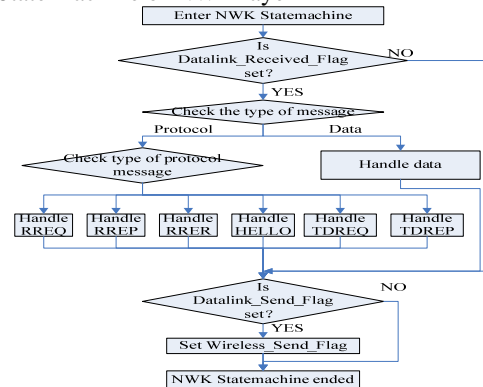 Enter NWK Statemachine
Is
Datalink_Received_Flag
set?
NO
YES
Check the type of message
Protocol
Data
Check type of protocol
message
Handle data
Handle
RREQ
Handle
RREP
Handle
RRER
Handle
HELLO
Handle
TDREQ
Handle
TDREP
Is
Datalink_Send_Flag
set?
NO
YES
Set Wireless_Send_Flag
NWK Statemachine ended